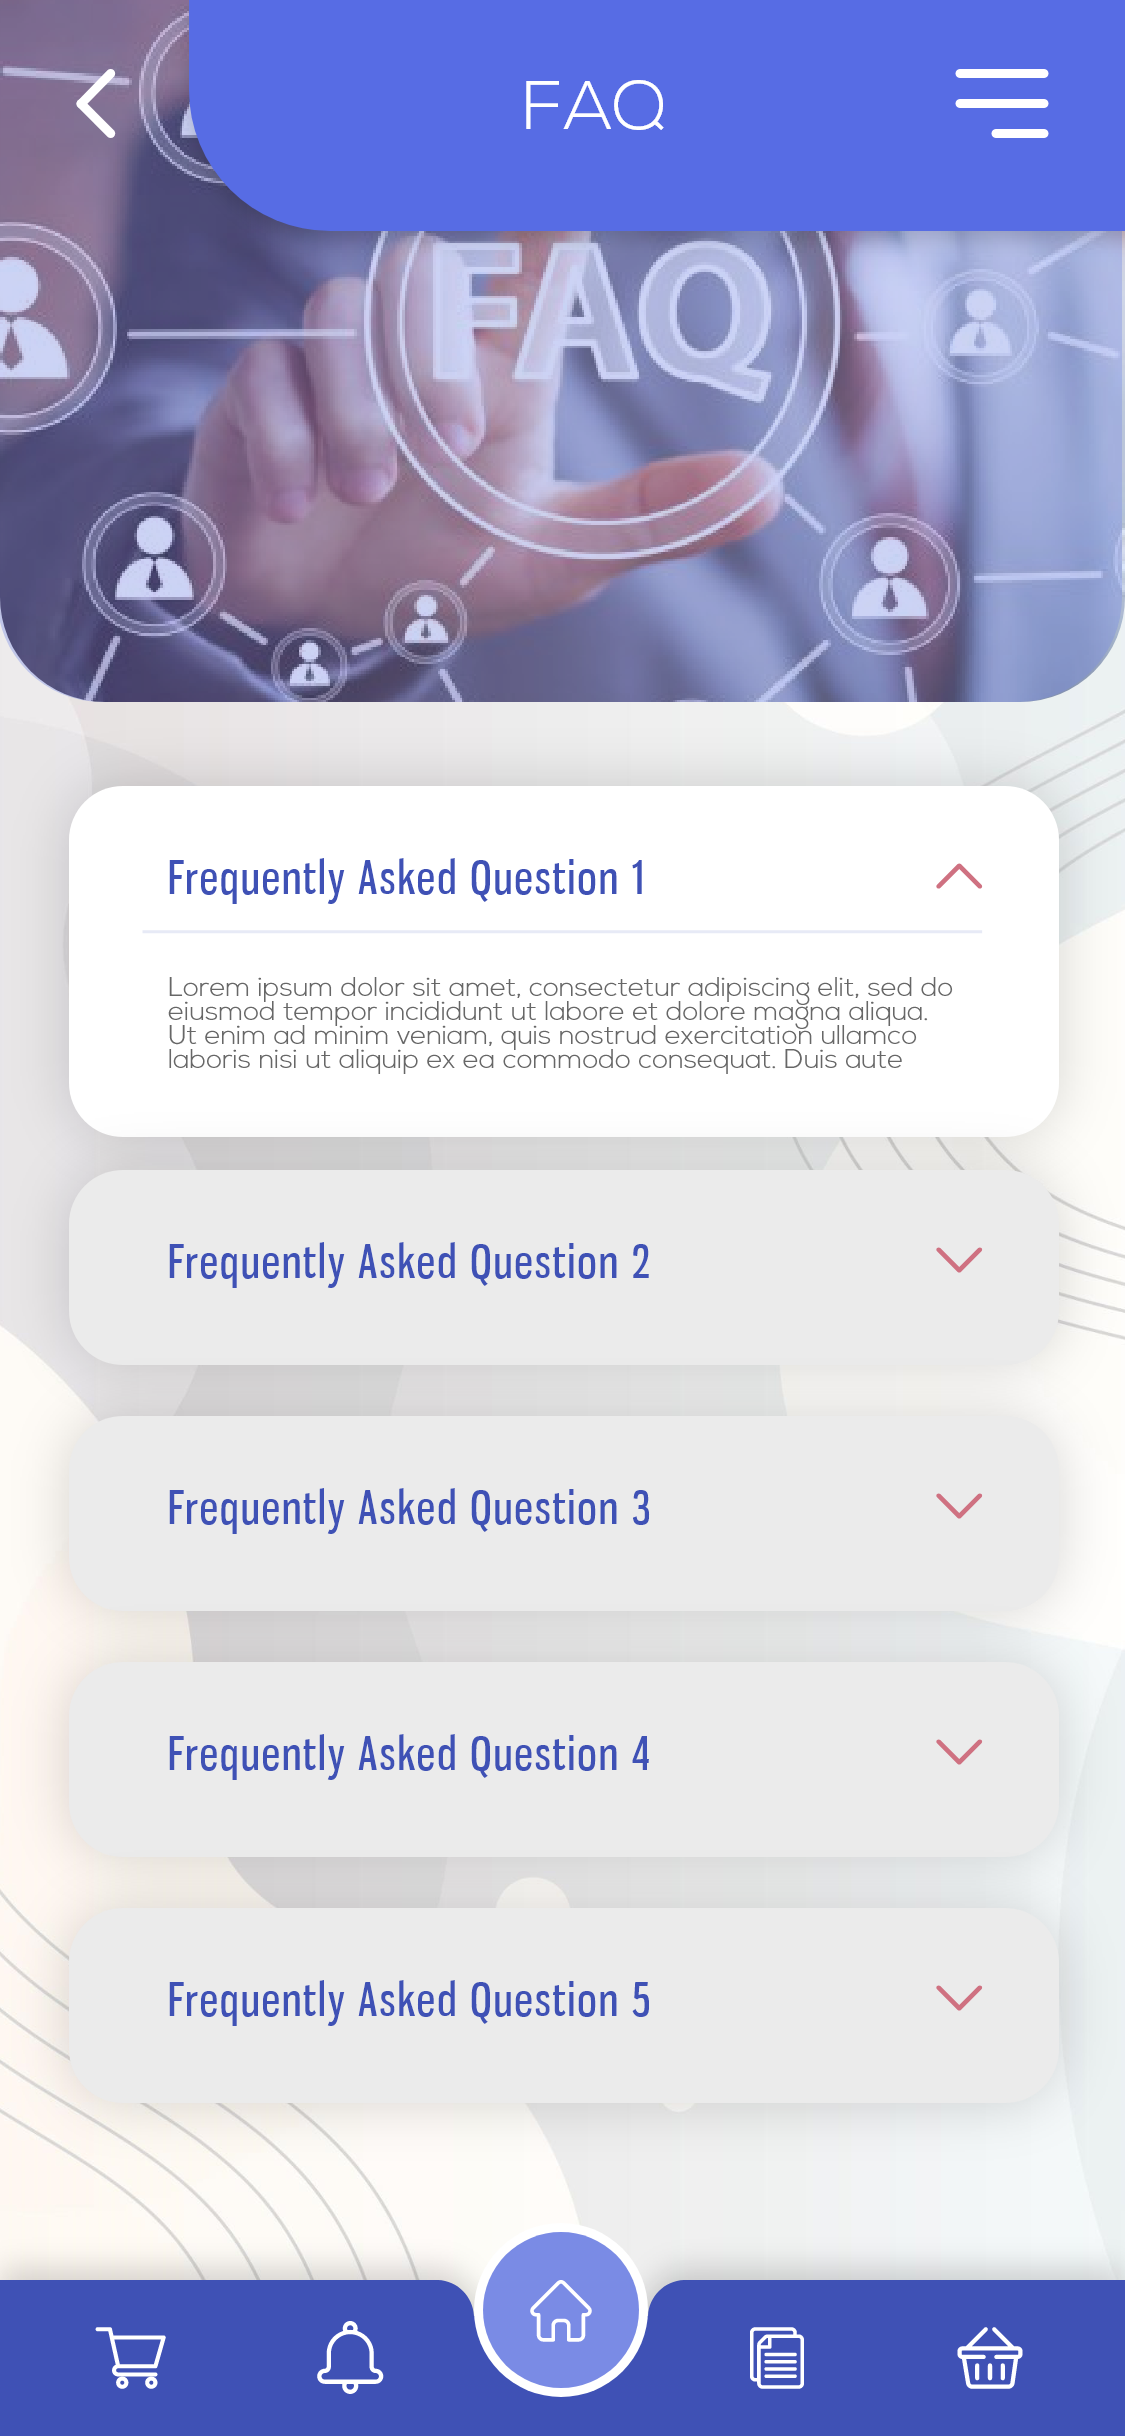 FAQ
FAQ
Frequently Asked Question 1
Lorem ipsum dolor sit amet, consectetur adipiscing elit, sed do
eiusmod tempor incididunt ut labore et dolore magna aliqua.
Ut enim ad minim veniam, quis nostrud exercitation ullamco
laboris nisi ut aliquip ex ea commodo consequat. Duis aute
Frequently Asked Question 2
Frequently Asked Question 3
Frequently Asked Question 4
Frequently Asked Question 5